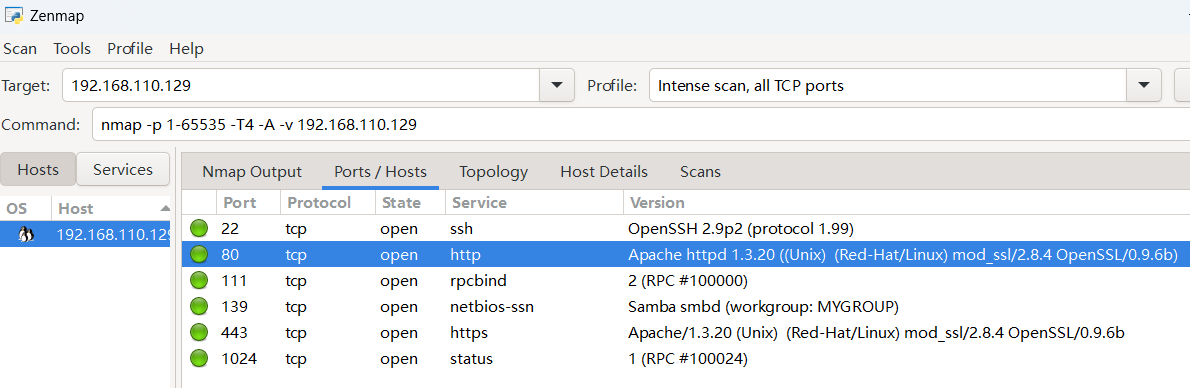 Zenmap
Scan Tools Profile Help
Target: 192.168.110.129 Profile: Intense scan, all TCP ports
Command: nmap -p 1-65535 -T4 -A -v 192.168.110.129
Hosts Services Nmap Output Ports / Hosts Topology Host Details Scans
OS Host Port Protocol State Service Version
192.168.110.129 22 tcp open ssh OpenSSH 2.9p2 (protocol 1.99)
80 tcp open http Apache httpd 1.3.20 ((Unix) (Red-Hat/Linux) mod_ssl/2.8.4 OpenSSL/0.9.6b)
111 tcp open rpcbind 2 (RPC #100000)
139 tcp open netbios-ssn Samba smbd (workgroup: MYGROUP)
443 tcp open https Apache/1.3.20 (Unix) (Red-Hat/Linux) mod_ssl/2.8.4 OpenSSL/0.9.6b
1024 tcp open status 1 (RPC #100024)